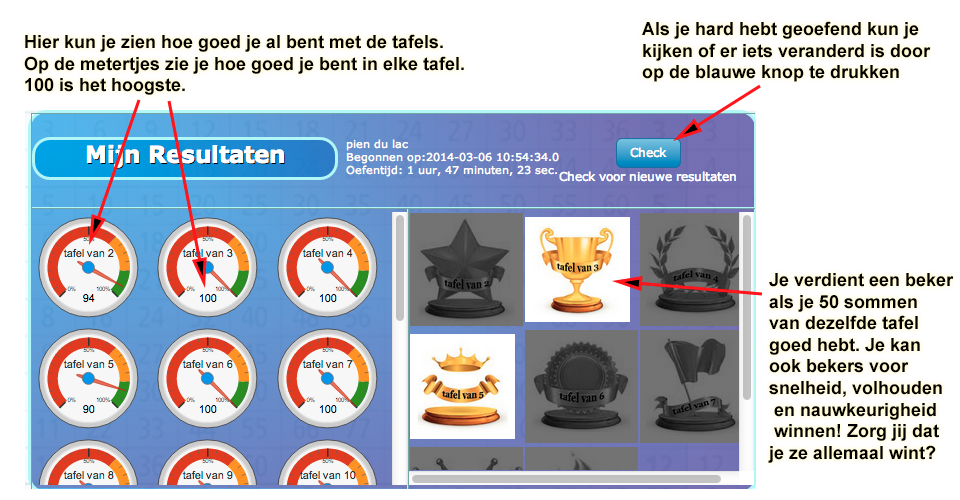 Hier kun je zien hoe goed je al bent met de tafels.
Op de metertjes zie je hoe goed je bent in elke tafel.
100 is het hoogste.
Als je hard hebt geoefend kun je
kijken of er iets veranderd is door
op de blauwe knop te drukken
Mijn Resultaten
pien du lac
Begonnen op:2014-03-06 10:54:34.0
Oefentijd: 1 uur, 47 minuten, 23 sec.
Check
Check voor nieuwe resultaten
50%
tafel van 2
0% 100%
94
50%
tafel van 3
0% 100%
100
50%
tafel van 4
0% 100%
100
50%
tafel van 5
0% 100%
90
50%
tafel van 6
0% 100%
100
50%
tafel van 7
0% 100%
100
50%
tafel van 8
50%
tafel van 9
50%
tafel van 10
tafel van 2
tafel van 3
tafel van 4
tafel van 5
tafel van 6
tafel van 7
Je verdient een beker
als je 50 sommen
van dezelfde tafel
goed hebt. Je kan
ook bekers voor
snelheid, volhouden
en nauwkeurigheid
winnen! Zorg jij dat
je ze allemaal wint?